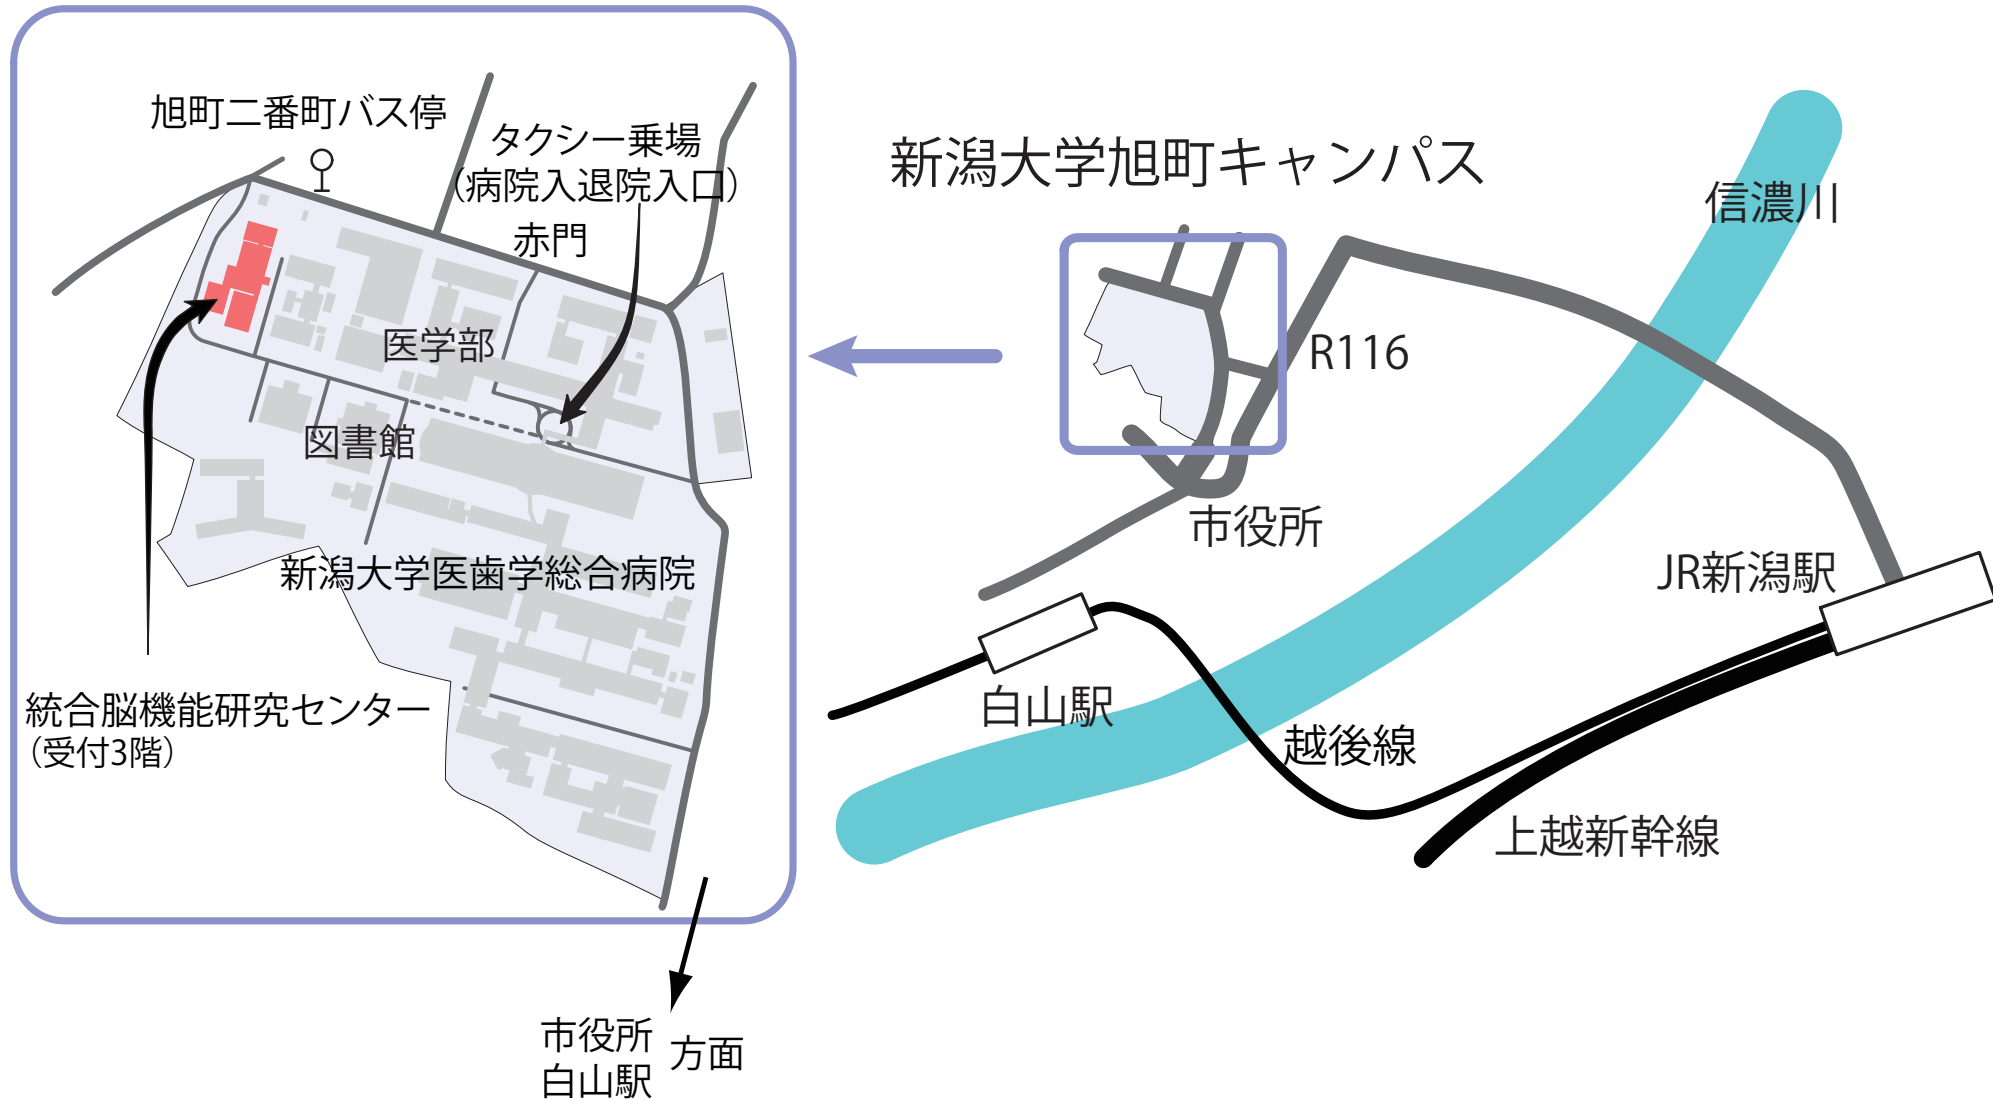 旭町二番町バス停
タクシー乗場
（病院入退院入口）
赤門
医学部
図書館
新潟大学医歯学総合病院
統合脳機能研究センター
（受付3階）
市役所
白山駅
方面
新潟大学旭町キャンパス
信濃川
R116
市役所
JR新潟駅
白山駅
越後線
上越新幹線